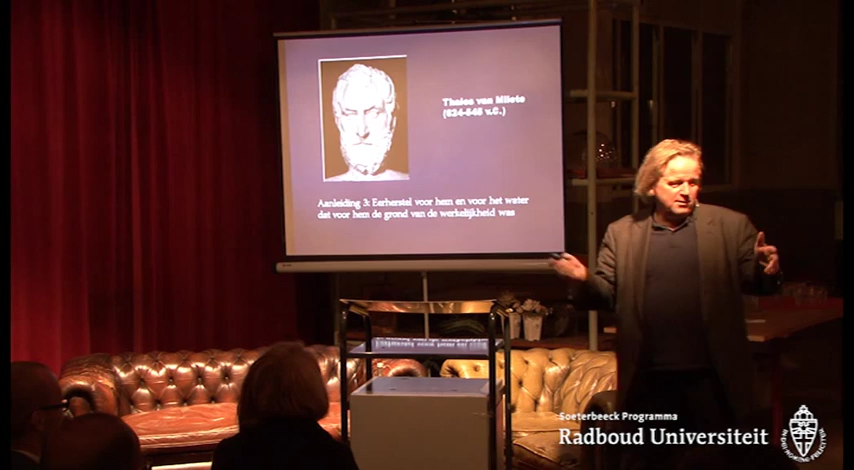 Thales van Milete
(624-545 v.C.)
Aanleiding 3: Eerherstel voor hem en voor het water
dat voor hem de grond van de werkelijkheid was
Soeterbeeck Programma
Radboud Universiteit